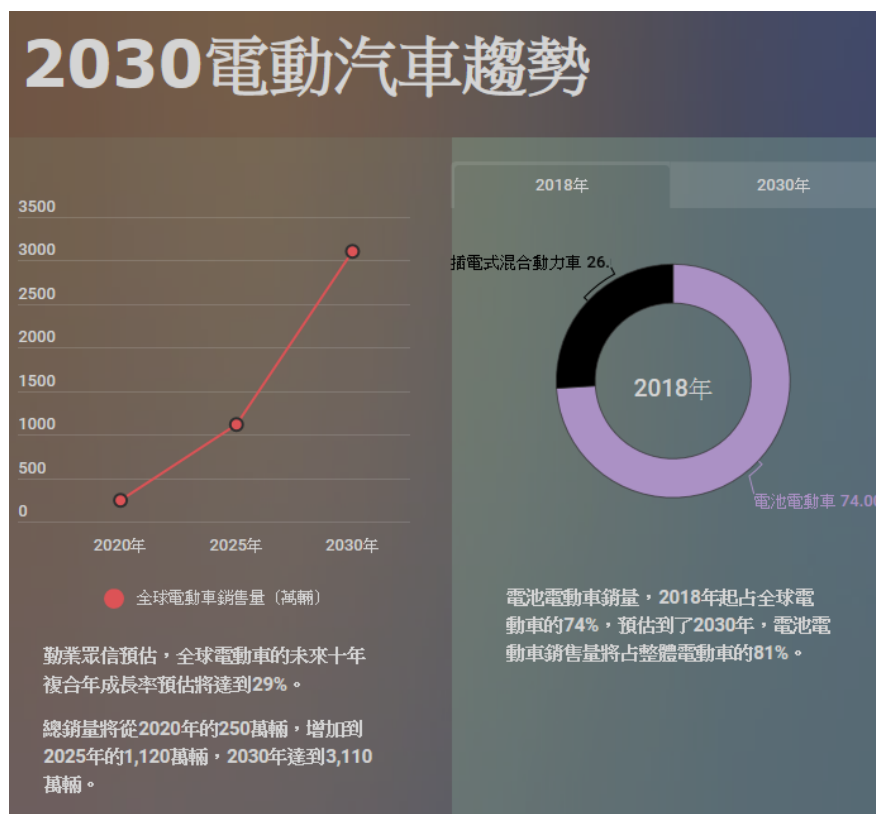 2030電動汽車趨勢
3500
3000
2500
2000
1500
1000
500
0
2020年
2025年
2030年
全球電動車銷售量（萬輛）
勤業眾信預估，全球電動車的未來十年
複合年成長率預估將達到29%。
總銷量將從2020年的250萬輛，增加到
2025年的1,120萬輛，2030年達到3,110
萬輛。
2018年
2030年
插電式混合動力車 26.
2018年
電池電動車 74.0
電池電動車銷量，2018年起占全球電
動車的74%，預估到了2030年，電池電
動車銷售量將占整體電動車的81%。